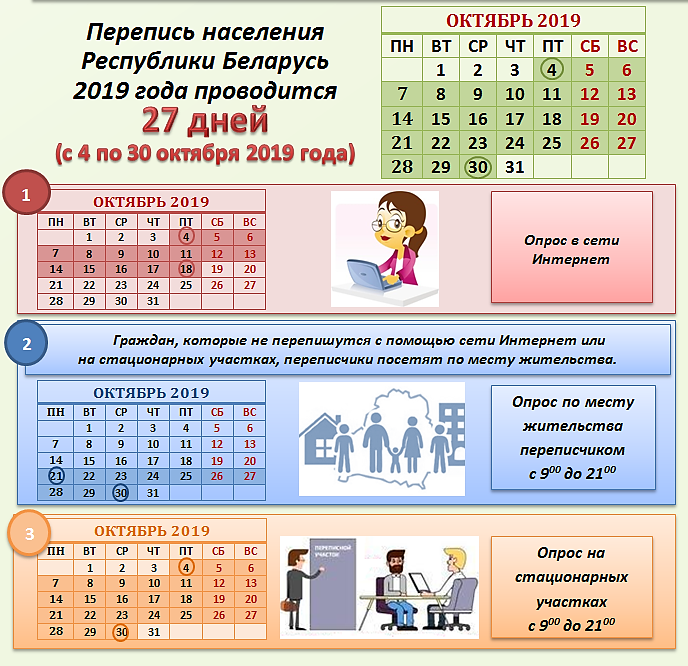 Перепись населения
Республики Беларусь
2019 года проводится
27 дней
(с 4 по 30 октября 2019 года)
ОКТЯБРЬ 2019
ПН ВТ СР ЧТ ПТ СБ ВС
1 2 3 4 5 6
7 8 9 10 11 12 13
14 15 16 17 18 19 20
21 22 23 24 25 26 27
28 29 30 31
1
ОКТЯБРЬ 2019
ПН ВТ СР ЧТ ПТ СБ ВС
1 2 3 4 5 6
7 8 9 10 11 12 13
14 15 16 17 18 19 20
21 22 23 24 25 26 27
28 29 30 31
Опрос в сети
Интернет
2
Граждан, которые не перепишутся с помощью сети Интернет или
на стационарных участках, переписчики посетят по месту жительства.
ОКТЯБРЬ 2019
ПН ВТ СР ЧТ ПТ СБ ВС
1 2 3 4 5 6
7 8 9 10 11 12 13
14 15 16 17 18 19 20
21 22 23 24 25 26 27
28 29 30 31
Опрос по месту
жительства
переписчиком
с 9⁰⁰ до 21⁰⁰
3
ОКТЯБРЬ 2019
ПН ВТ СР ЧТ ПТ СБ ВС
1 2 3 4 5 6
7 8 9 10 11 12 13
14 15 16 17 18 19 20
21 22 23 24 25 26 27
28 29 30 31
ПЕРЕПИСНОЙ
УЧАСТОК
Опрос на
стационарных
участках
с 9⁰⁰ до 21⁰⁰